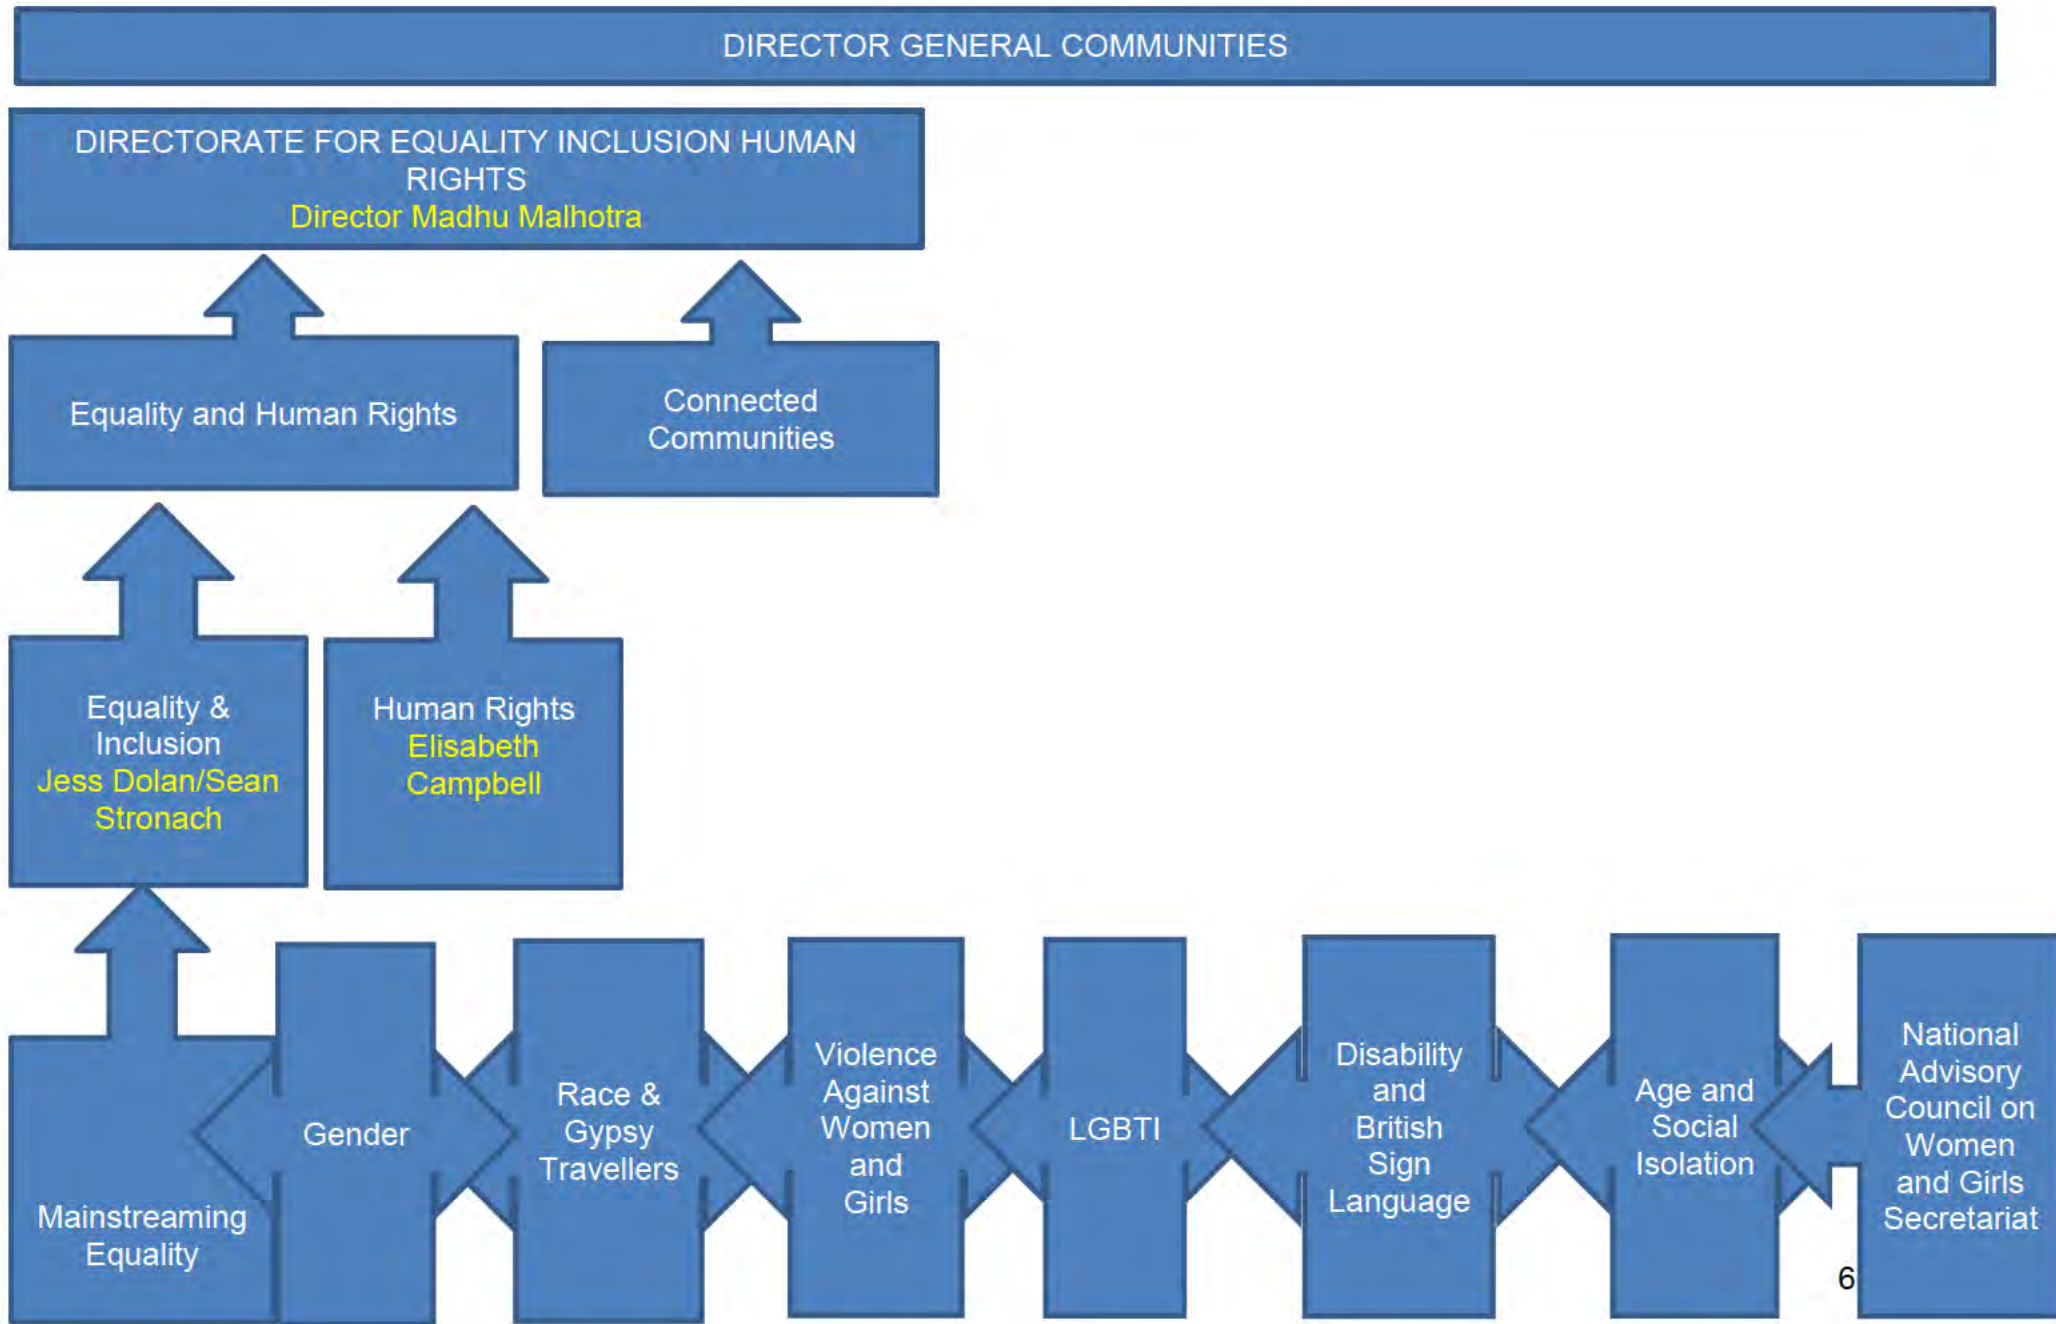 DIRECTOR GENERAL COMMUNITIES
DIRECTORATE FOR EQUALITY INCLUSION HUMAN
RIGHTS
Director Madhu Malhotra
Equality and Human Rights
Connected
Communities
Equality &
Inclusion
Jess Dolan/Sean
Stronach
Human Rights
Elisabeth
Campbell
Mainstreaming
Equality
Gender
Race &
Gypsy
Travellers
Violence
Against
Women
and
Girls
LGBTI
Disability
and
British
Sign
Language
Age and
Social
Isolation
National
Advisory
Council on
Women
and Girls
Secretariat
6